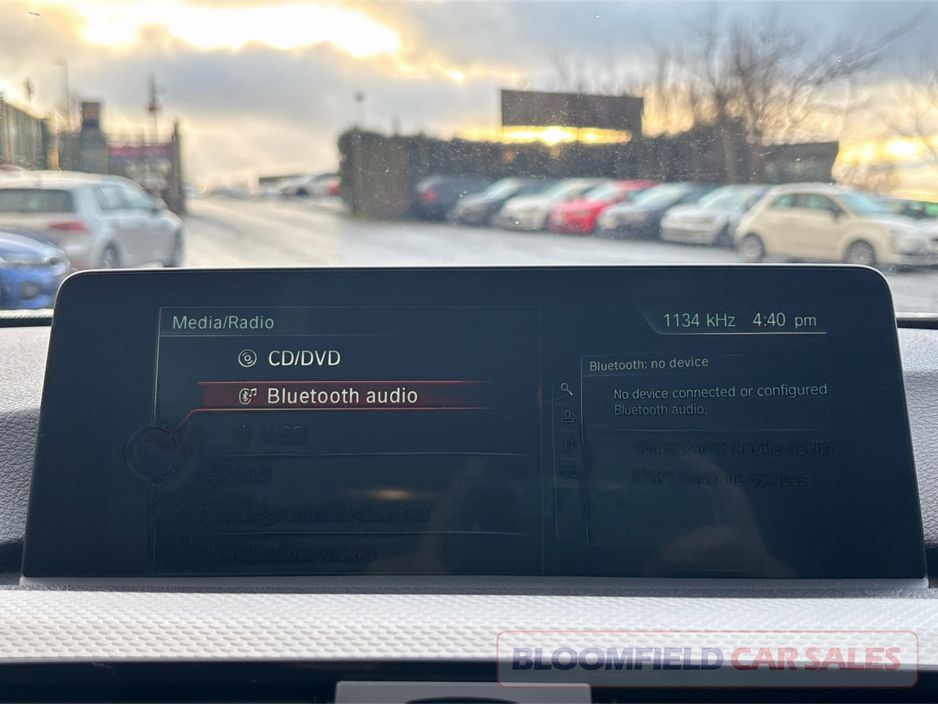 Media/Radio
1134 kHz 4:40 pm
CD/DVD
Bluetooth audio
Bluetooth: no device
No device connected or configured
Bluetooth audio.
BLOOMFIELD CAR SALES